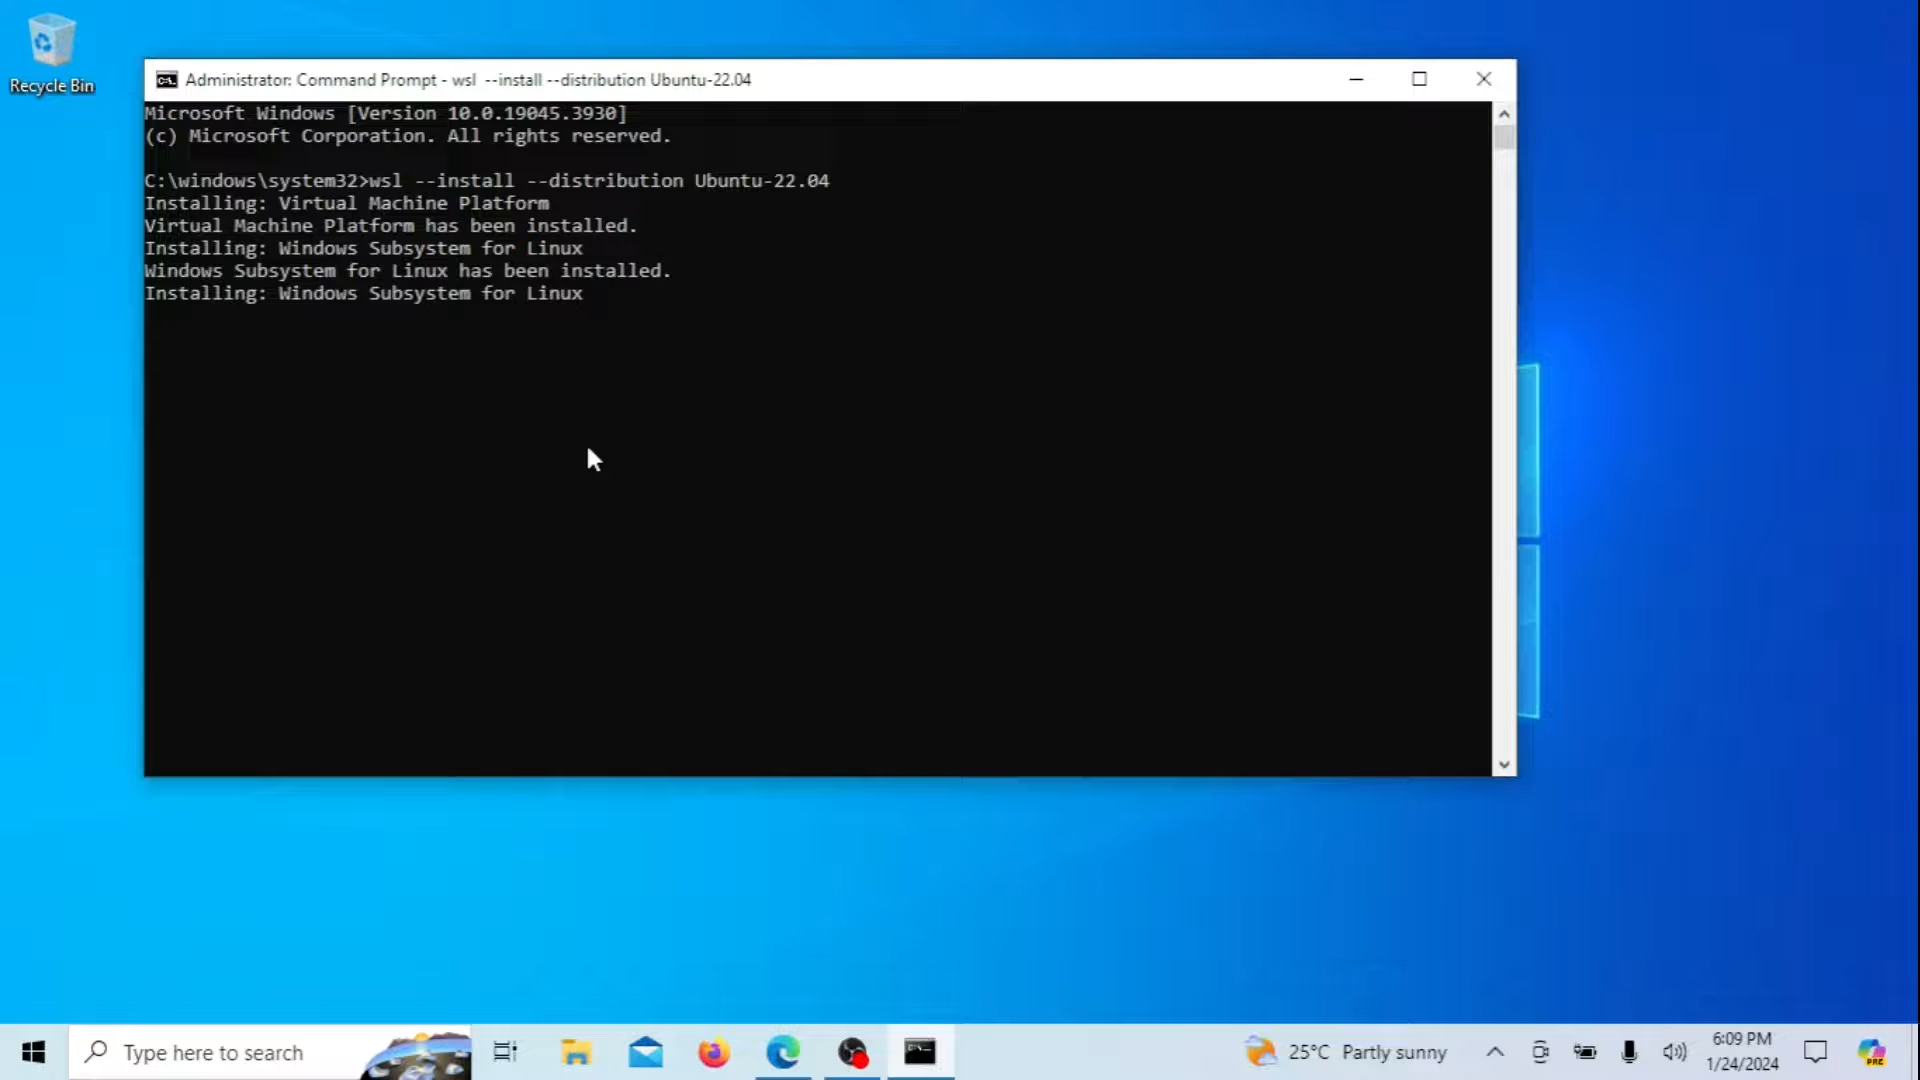 Recycle Bin
Administrator: Command Prompt - wsl  --install --distribution Ubuntu-22.04
Microsoft Windows [Version 10.0.19045.3930]
(c) Microsoft Corporation. All rights reserved.
C:\windows\system32>wsl --install --distribution Ubuntu-22.04
Installing: Virtual Machine Platform
Virtual Machine Platform has been installed.
Installing: Windows Subsystem for Linux
Windows Subsystem for Linux has been installed.
Installing: Windows Subsystem for Linux
Type here to search
25°C Partly sunny
6:09 PM
1/24/2024
PRE